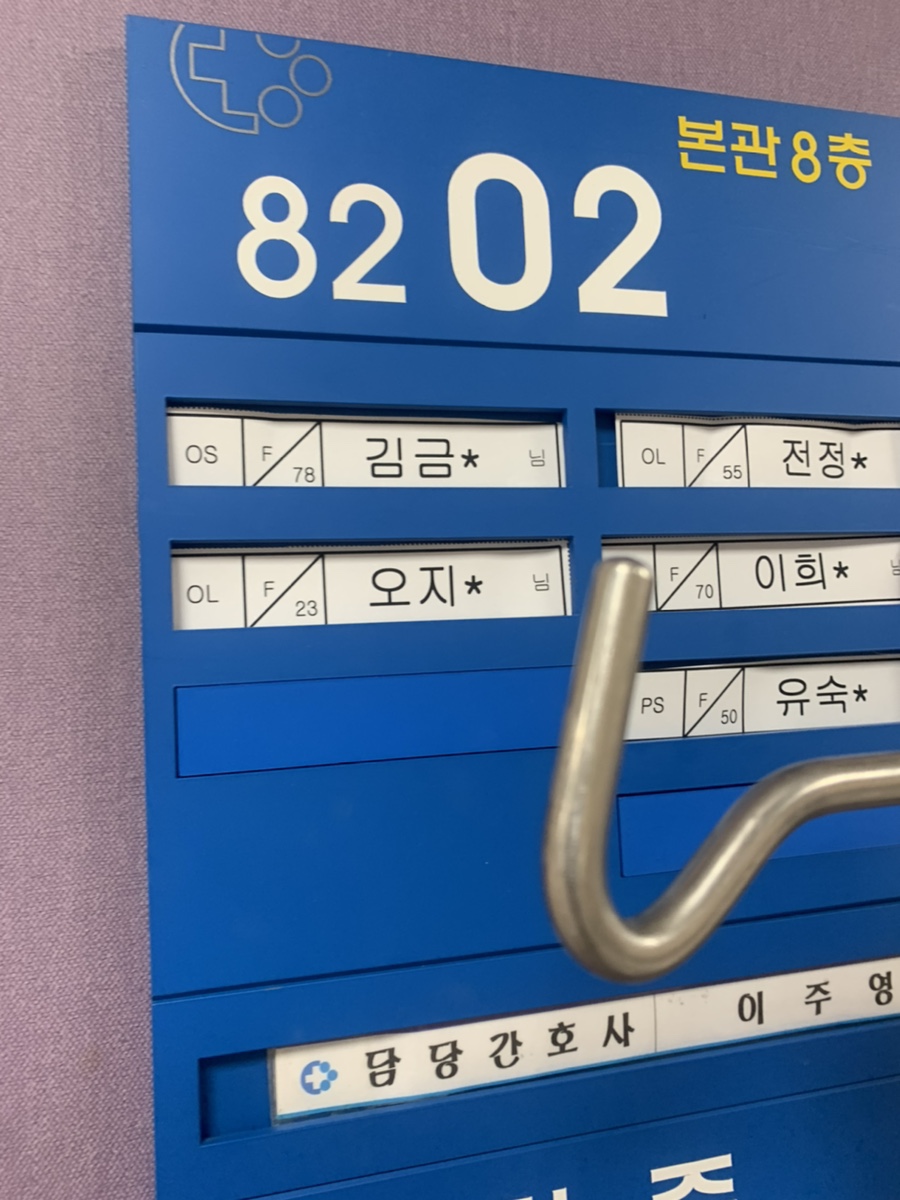 본관 8층
8202
OS F/78 김금* 님
OL F/55 전정*
OL F/23 오지* 님
F/70 이희* 님
PS F/50 유숙*
담당간호사 이주영